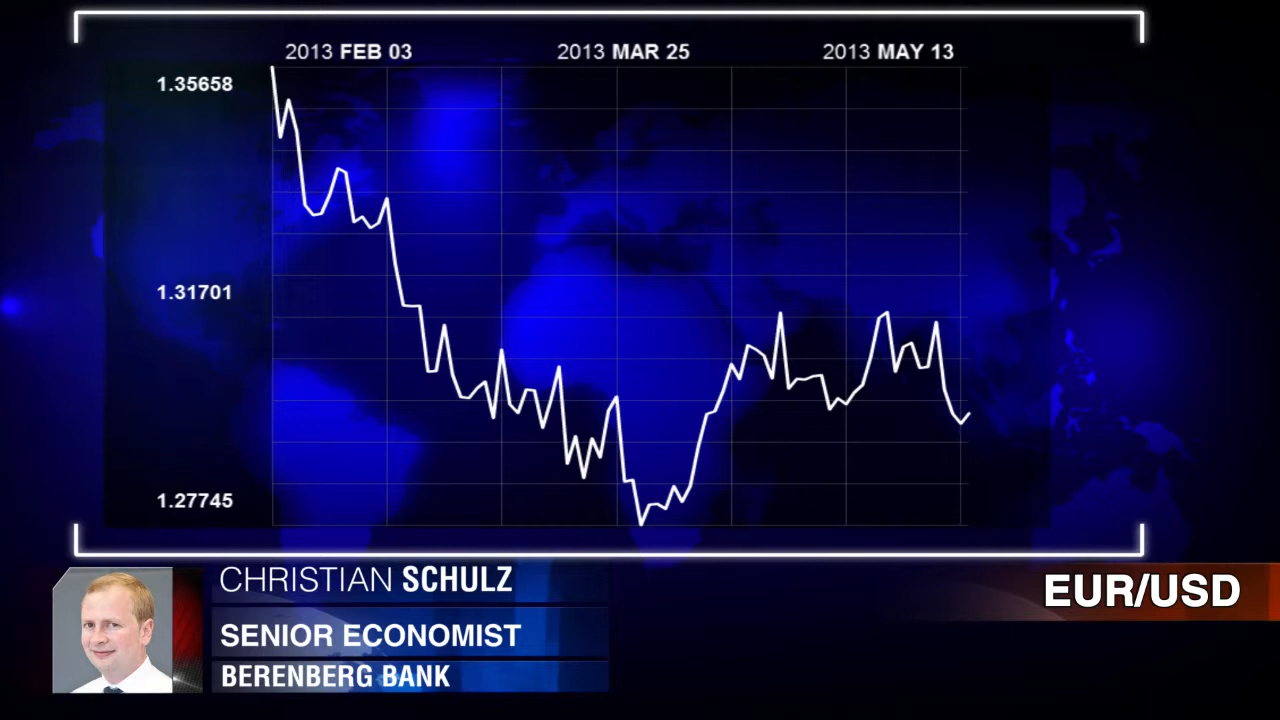 2013 FEB 03 2013 MAR 25 2013 MAY 13
1.35658
1.31701
1.27745
CHRISTIAN SCHULZ
SENIOR ECONOMIST
BERENBERG BANK
EUR/USD